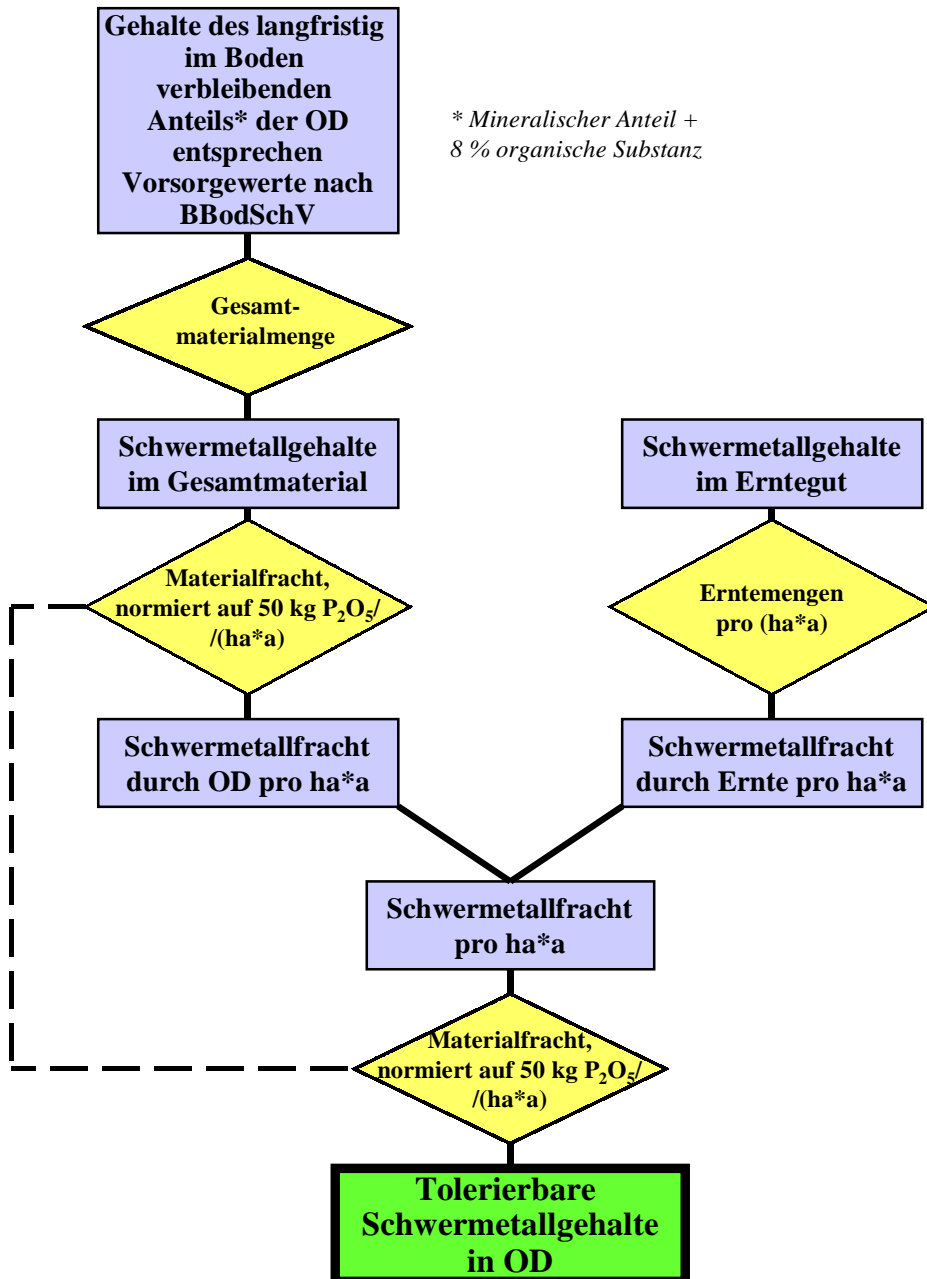 Gehalte des langfristig
im Boden
verbleibenden
Anteils* der OD
entsprechen
Vorsorgewerte nach
BBodSchV
* Mineralischer Anteil +
8 % organische Substanz
Gesamt-
materialmenge
Schwermetallgehalte
im Gesamtmaterial
Schwermetallgehalte
im Erntegut
Materialfracht,
normiert auf 50 kg P₂O₅/
/(ha*a)
Erntemengen
pro (ha*a)
Schwermetallfracht
durch OD pro ha*a
Schwermetallfracht
durch Ernte pro ha*a
Schwermetallfracht
pro ha*a
Materialfracht,
normiert auf 50 kg P₂O₅/
/(ha*a)
Tolerierbare
Schwermetallgehalte
in OD